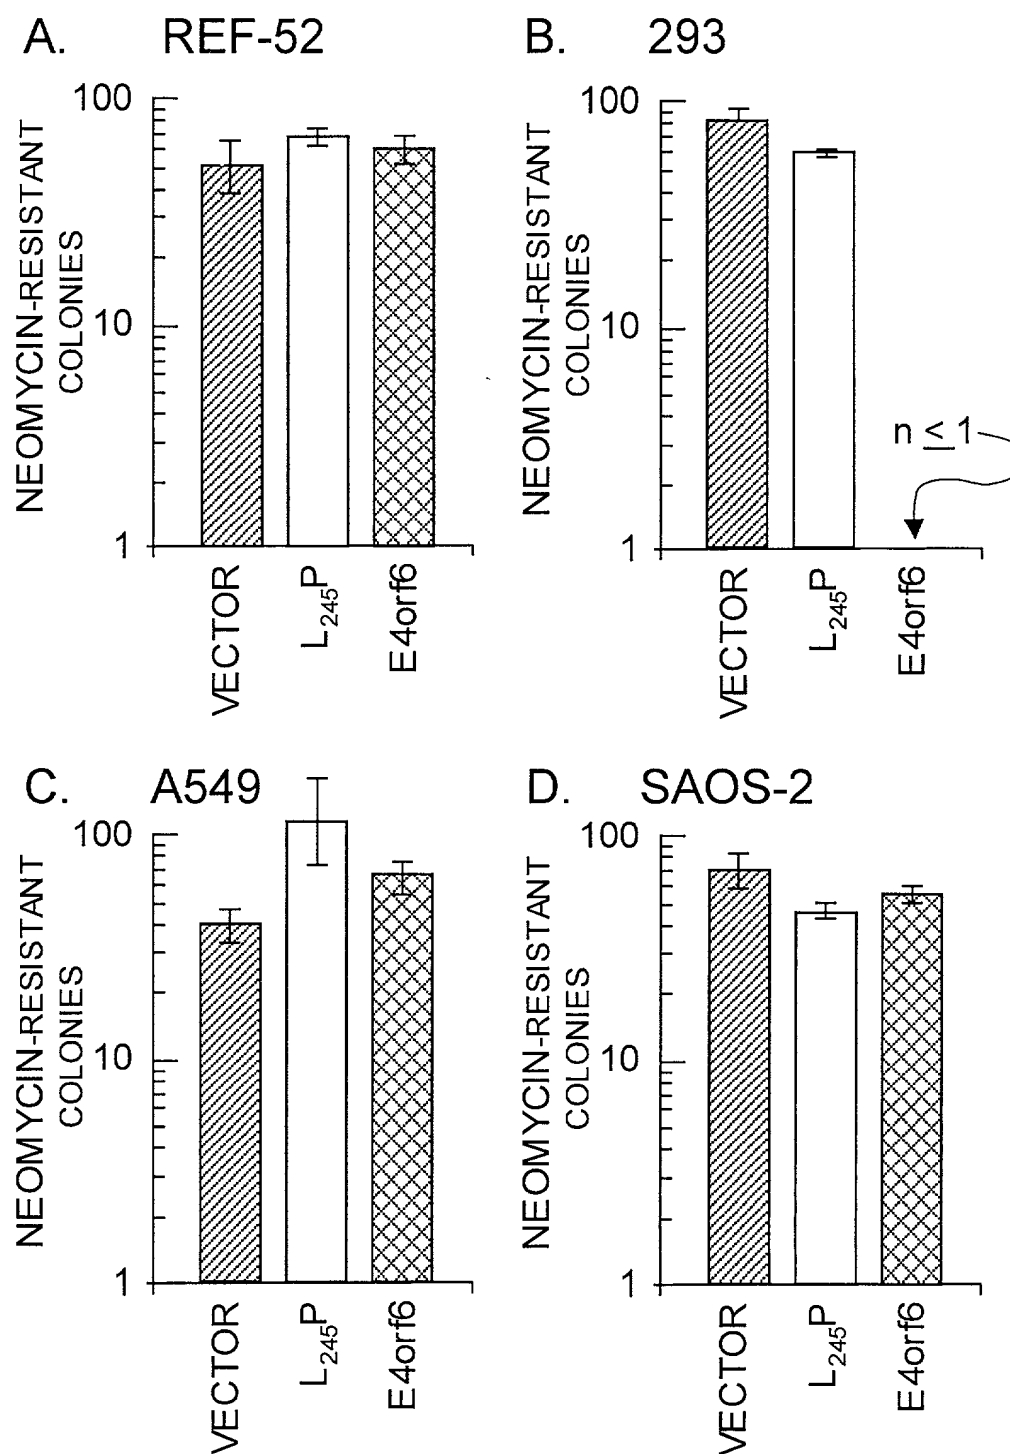 A. REF-52
100
10
1
NEOMYCIN-RESISTANT
COLONIES
VECTOR
L₂₄₅P
E4orf6
B. 293
100
10
1
NEOMYCIN-RESISTANT
COLONIES
n ≤ 1
VECTOR
L₂₄₅P
E4orf6
C. A549
100
10
1
NEOMYCIN-RESISTANT
COLONIES
VECTOR
L₂₄₅P
E4orf6
D. SAOS-2
100
10
1
NEOMYCIN-RESISTANT
COLONIES
VECTOR
L₂₄₅P
E4orf6